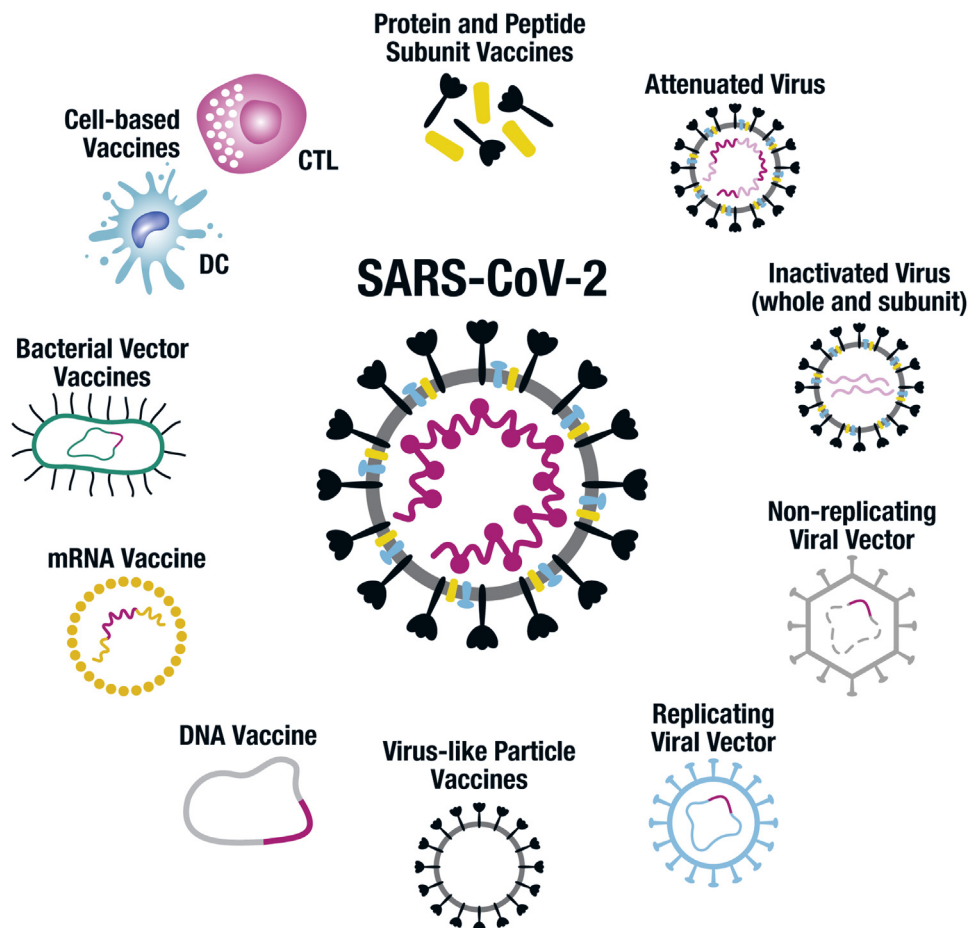 Protein and Peptide
Subunit Vaccines
Attenuated Virus
Cell-based
Vaccines
CTL
DC
SARS-CoV-2
Inactivated Virus
(whole and subunit)
Bacterial Vector
Vaccines
Non-replicating
Viral Vector
mRNA Vaccine
Replicating
Viral Vector
DNA Vaccine
Virus-like Particle
Vaccines